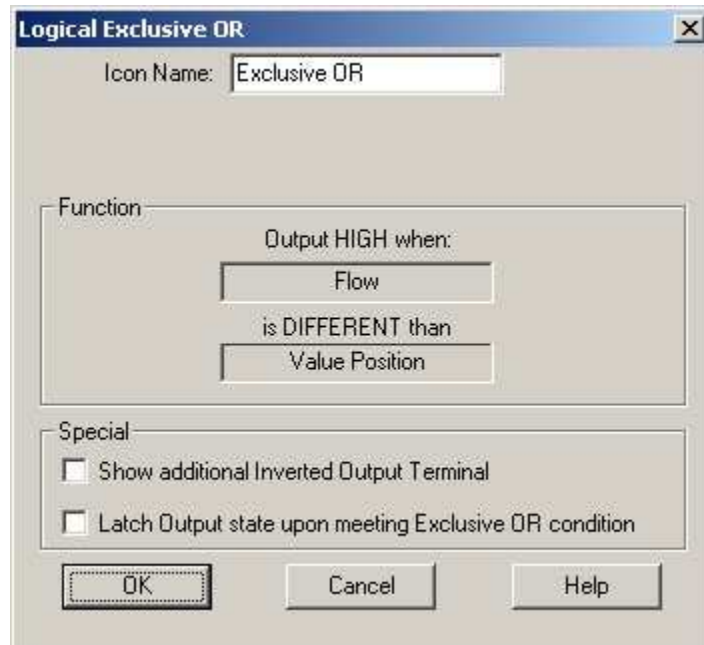 Logical Exclusive OR
Icon Name: Exclusive OR
Function
Output HIGH when:
Flow
is DIFFERENT than
Value Position
Special
Show additional Inverted Output Terminal
Latch Output state upon meeting Exclusive OR condition
OK Cancel Help